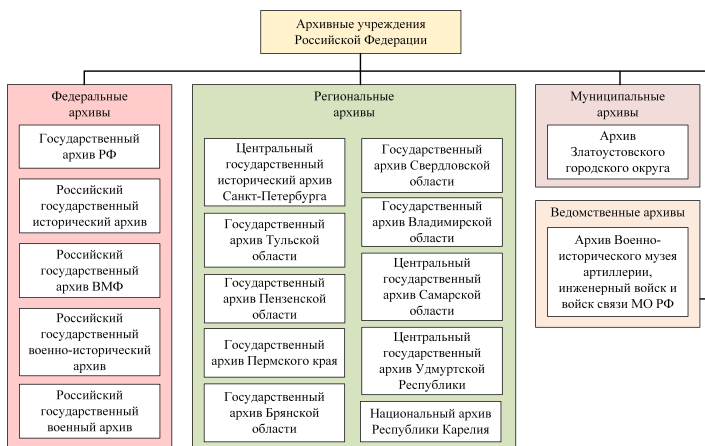 Архивные учреждения
Российской Федерации
Федеральные
архивы
Государственный
архив РФ
Российский
государственный
исторический архив
Российский
государственный
архив ВМФ
Российский
государственный
военно-исторический
архив
Российский
государственный
военный архив
Региональные
архивы
Центральный
государственный
исторический архив
Санкт-Петербурга
Государственный
архив Тульской
области
Государственный
архив Пензенской
области
Государственный
архив Пермского края
Государственный
архив Брянской
области
Государственный
архив Свердловской
области
Государственный
архив Владимирской
области
Центральный
государственный
архив Самарской
области
Центральный
государственный
архив Удмуртской
Республики
Национальный архив
Республики Карелия
Муниципальные
архивы
Архив
Златоустовского
городского округа
Ведомственные архивы
Архив Военно-
исторического музея
артиллерии,
инженерный войск и
войск связи МО РФ